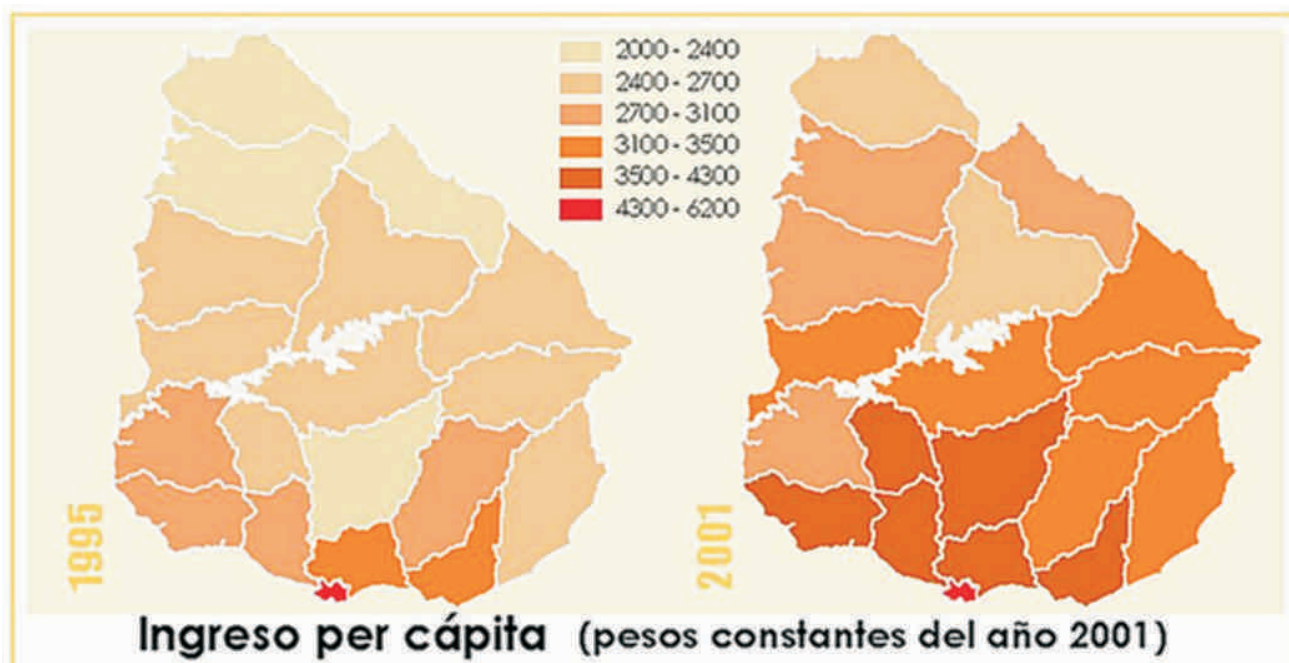 2000 - 2400
2400 - 2700
2700 - 3100
3100 - 3500
3500 - 4300
4300 - 6200
1995
2001
Ingreso per cápita (pesos constantes del año 2001)